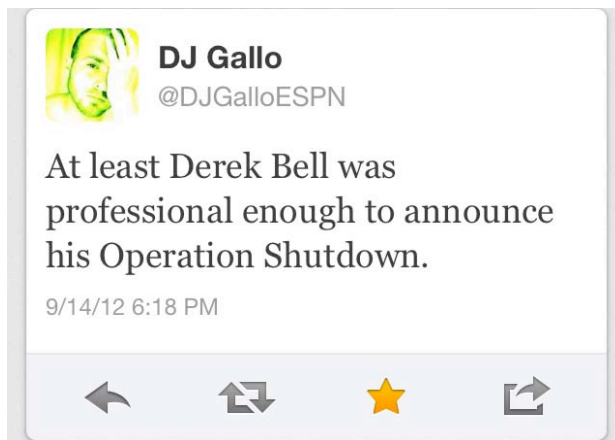 DJ Gallo
@DJGalloESPN
At least Derek Bell was
professional enough to announce
his Operation Shutdown.
9/14/12 6:18 PM